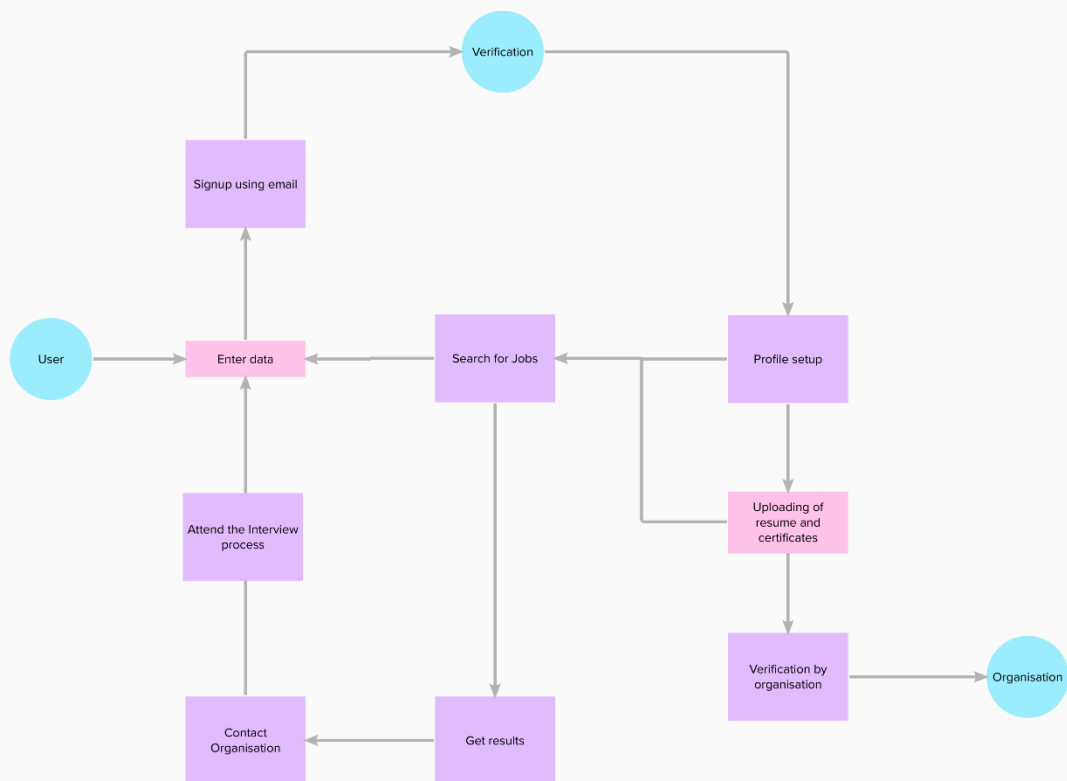 Verification
Signup using email
User
Enter data
Search for Jobs
Profile setup
Attend the Interview
process
Uploading of
resume and
certificates
Verification by
organisation
Organisation
Contact
Organisation
Get results